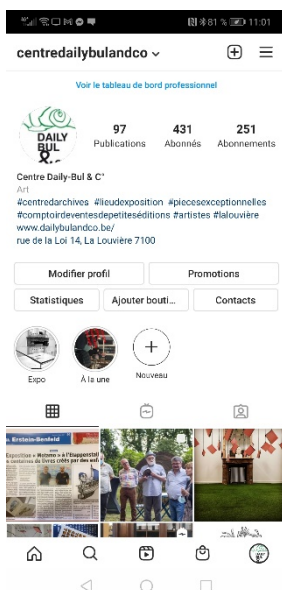 81 % 11:01
centredailybulandco
Voir le tableau de bord professionnel
DAILY
BUL
&
97 431 251
Publications Abonnés Abonnements
Centre Daily-Bul & C°
Art
#centredarchives #lieudexposition #piecesexceptionnelles
#comptoirdeventesdepetiteséditions #artistes #lalouvière
www.dailybulandco.be/
rue de la Loi 14, La Louvière 7100
Modifier profil Promotions
Statistiques Ajouter bouti... Contacts
Expo À la une Nouveau
Erstein-Benfeld